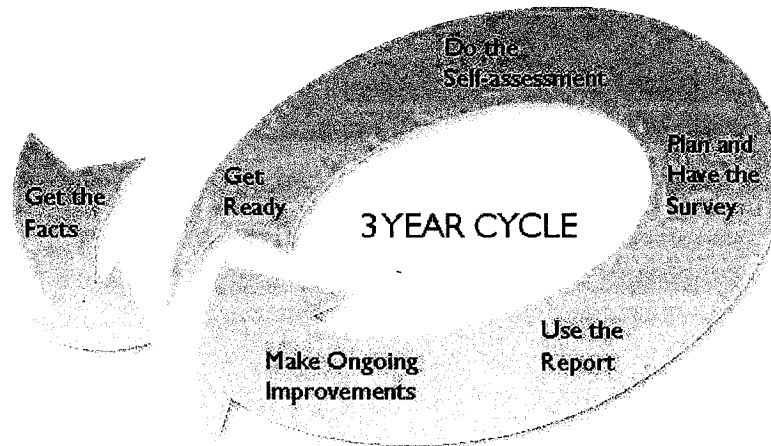 Do the
Self-assessment
Plan and
Have the
Survey
Get the
Facts
Get
Ready
3 YEAR CYCLE
Use the
Report
Make Ongoing
Improvements